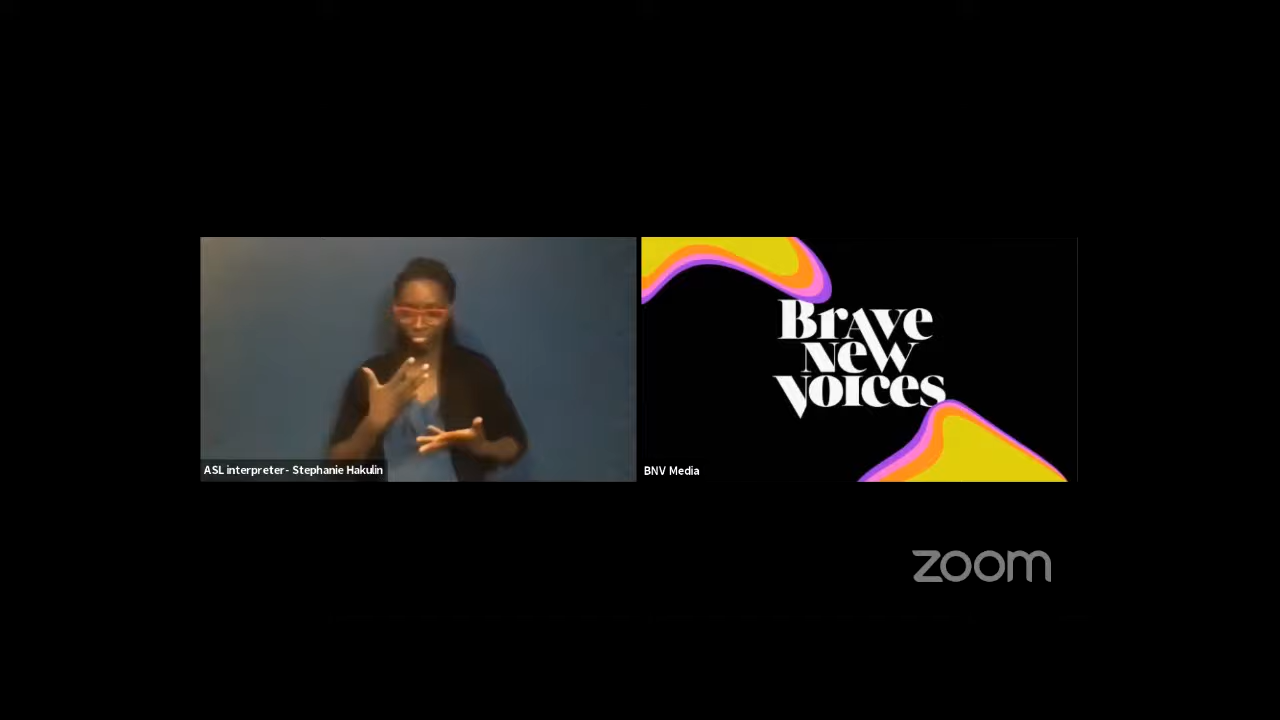 Brave
New
Voices
ASL interpreter- Stephanie Hakulin
BNV Media
zoom